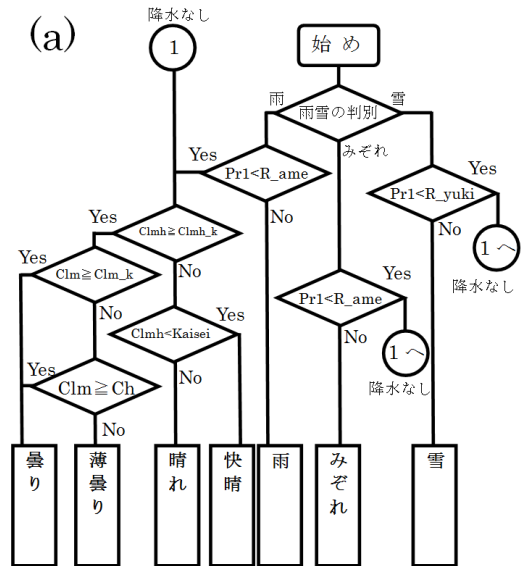 (a)
降水なし
1
始め
雨雪の判別
雨
雪
みぞれ
Yes
Pr1<R_ame
No
Yes
Pr1<R_yuki
No
1へ
降水なし
Yes
Clmh≧Clmh_k
No
Yes
Clm≧Clm_k
No
Yes
Pr1<R_ame
No
1へ
降水なし
Yes
Clmh<Kaisei
No
Yes
Clm≧Ch
No
曇り
薄曇り
晴れ
快晴
雨
みぞれ
雪